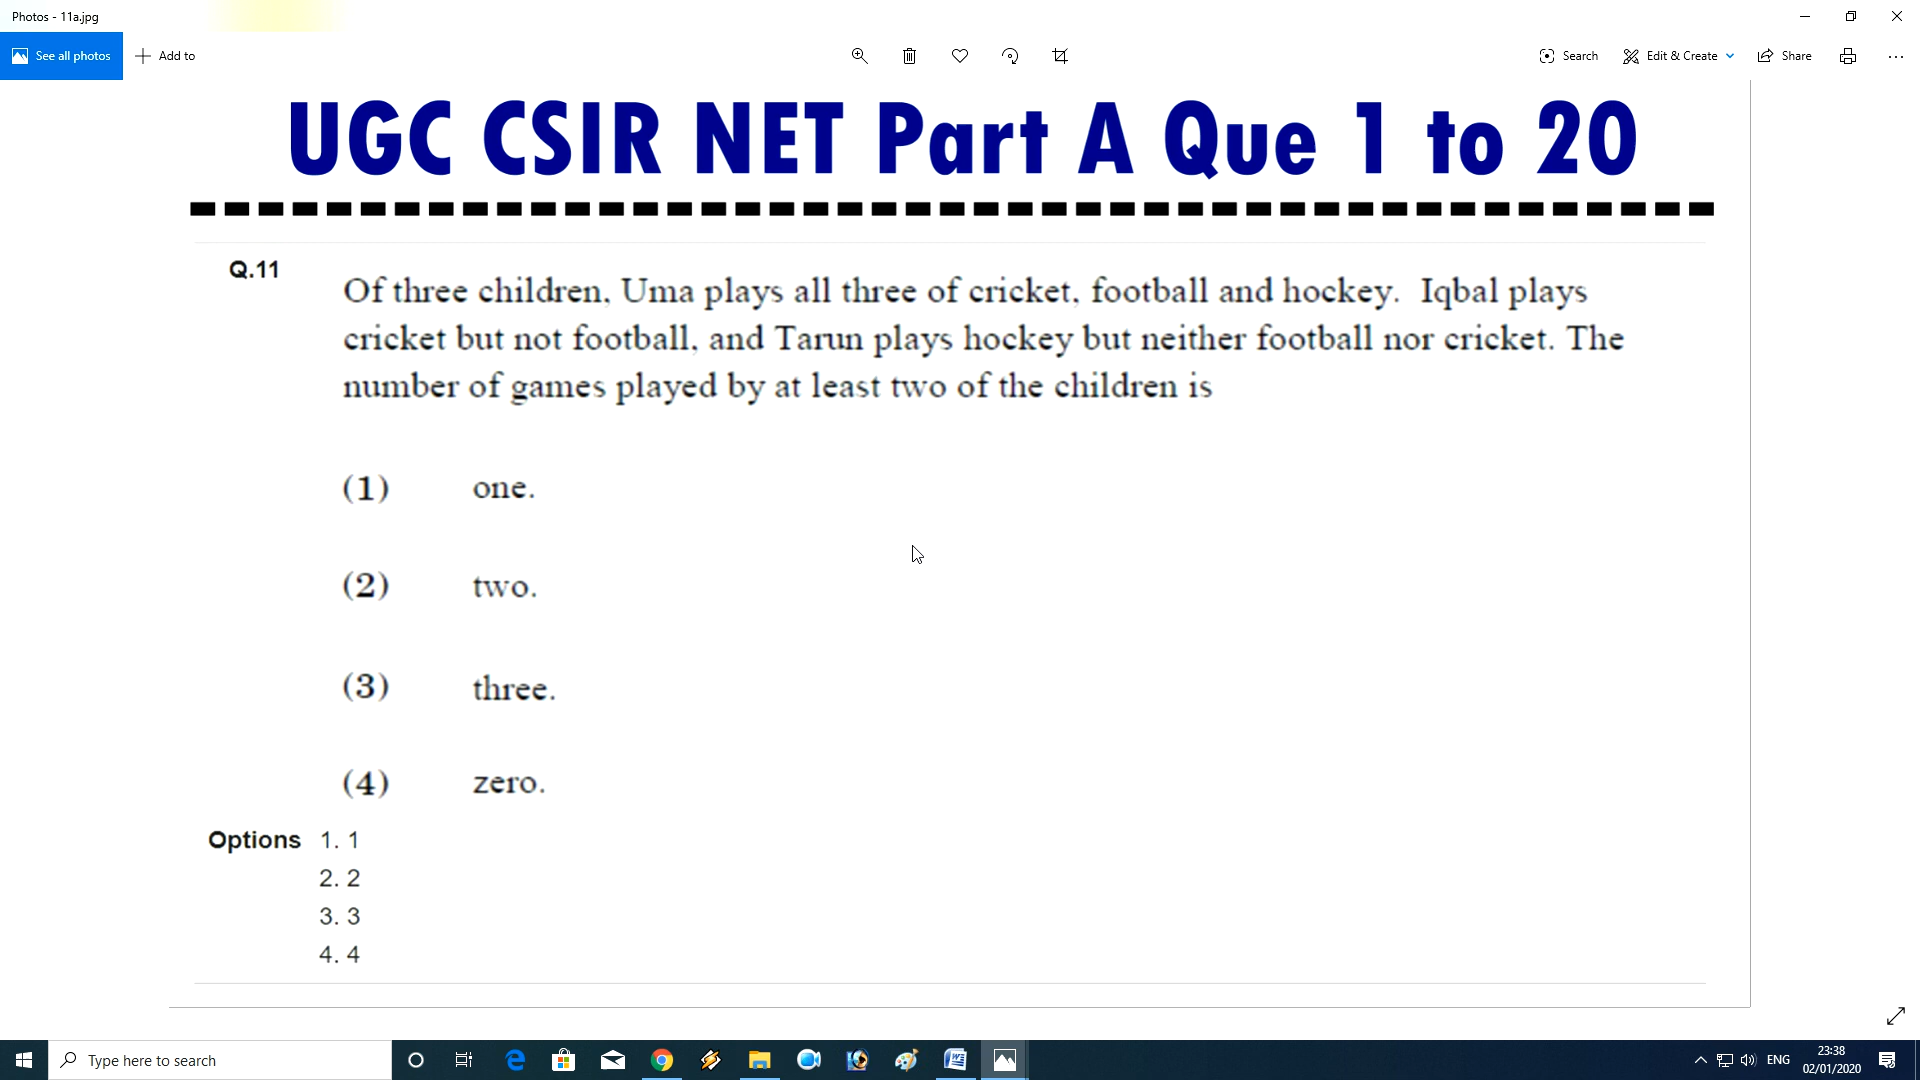 Photos - 11a.jpg
See all photos
Add to
Search
Edit & Create
Share
UGC CSIR NET Part A Que 1 to 20
Q.11
Of three children, Uma plays all three of cricket, football and hockey. Iqbal plays
cricket but not football, and Tarun plays hockey but neither football nor cricket. The
number of games played by at least two of the children is
(1) one.
(2) two.
(3) three.
(4) zero.
Options 1. 1
2. 2
3. 3
4. 4
Type here to search
ENG
23:38
02/01/2020